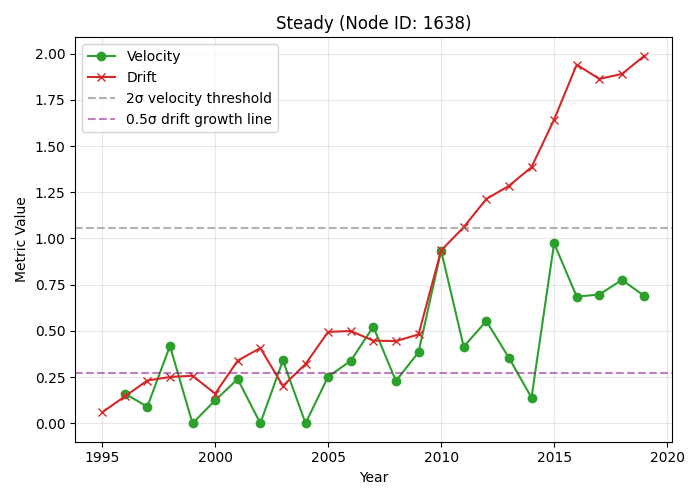 Steady (Node ID: 1638)
Velocity
Drift
2σ velocity threshold
0.5σ drift growth line
2.00
1.75
1.50
1.25
1.00
0.75
0.50
0.25
0.00
Metric Value
1995
2000
2005
2010
2015
2020
Year